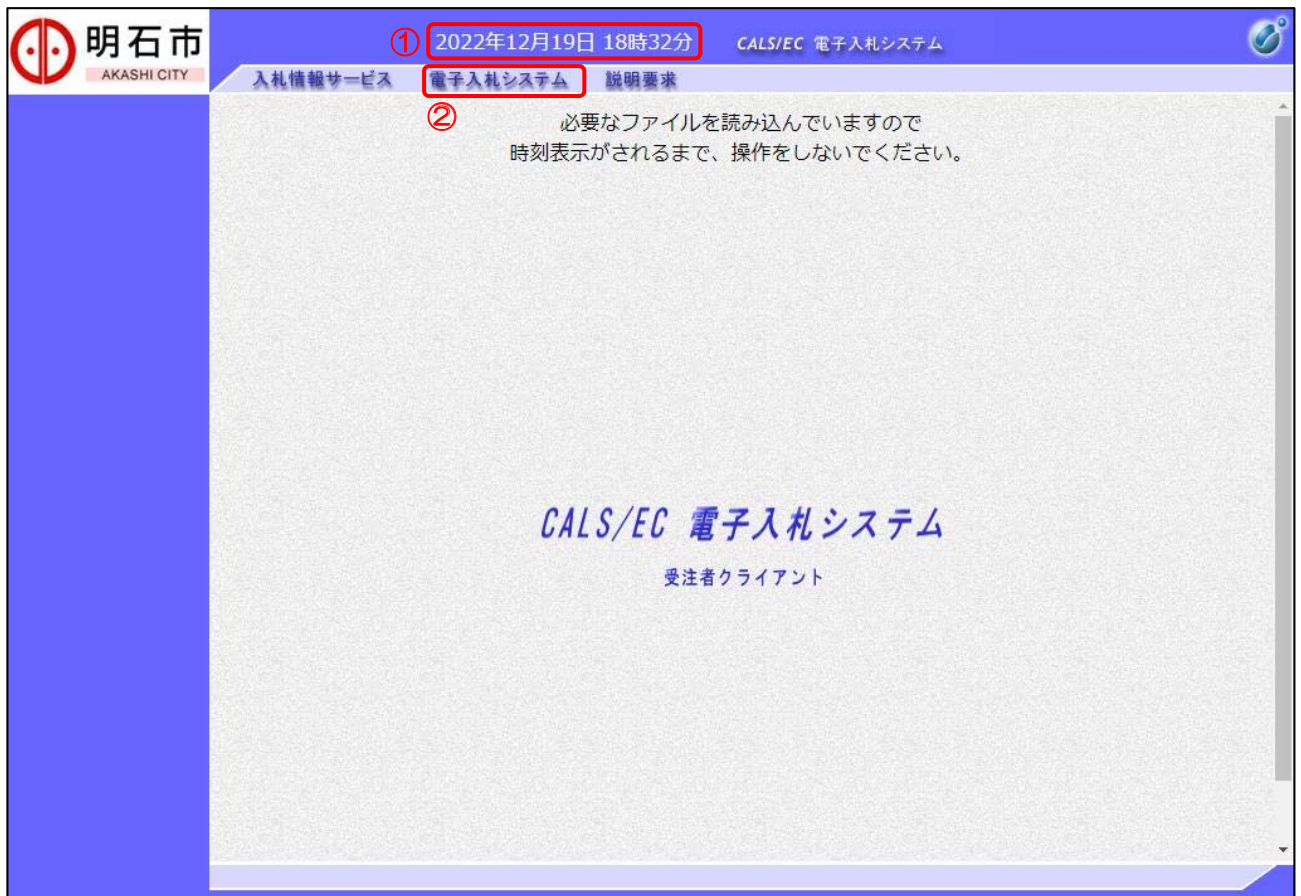 明石市
AKASHI CITY
① 2022年12月19日 18時32分 CALS/EC 電子入札システム
入札情報サービス 電子入札システム 説明要求
②
必要なファイルを読み込んでいますので
時刻表示がされるまで、操作をしないでください。
CALS/EC 電子入札システム
受注者クライアント